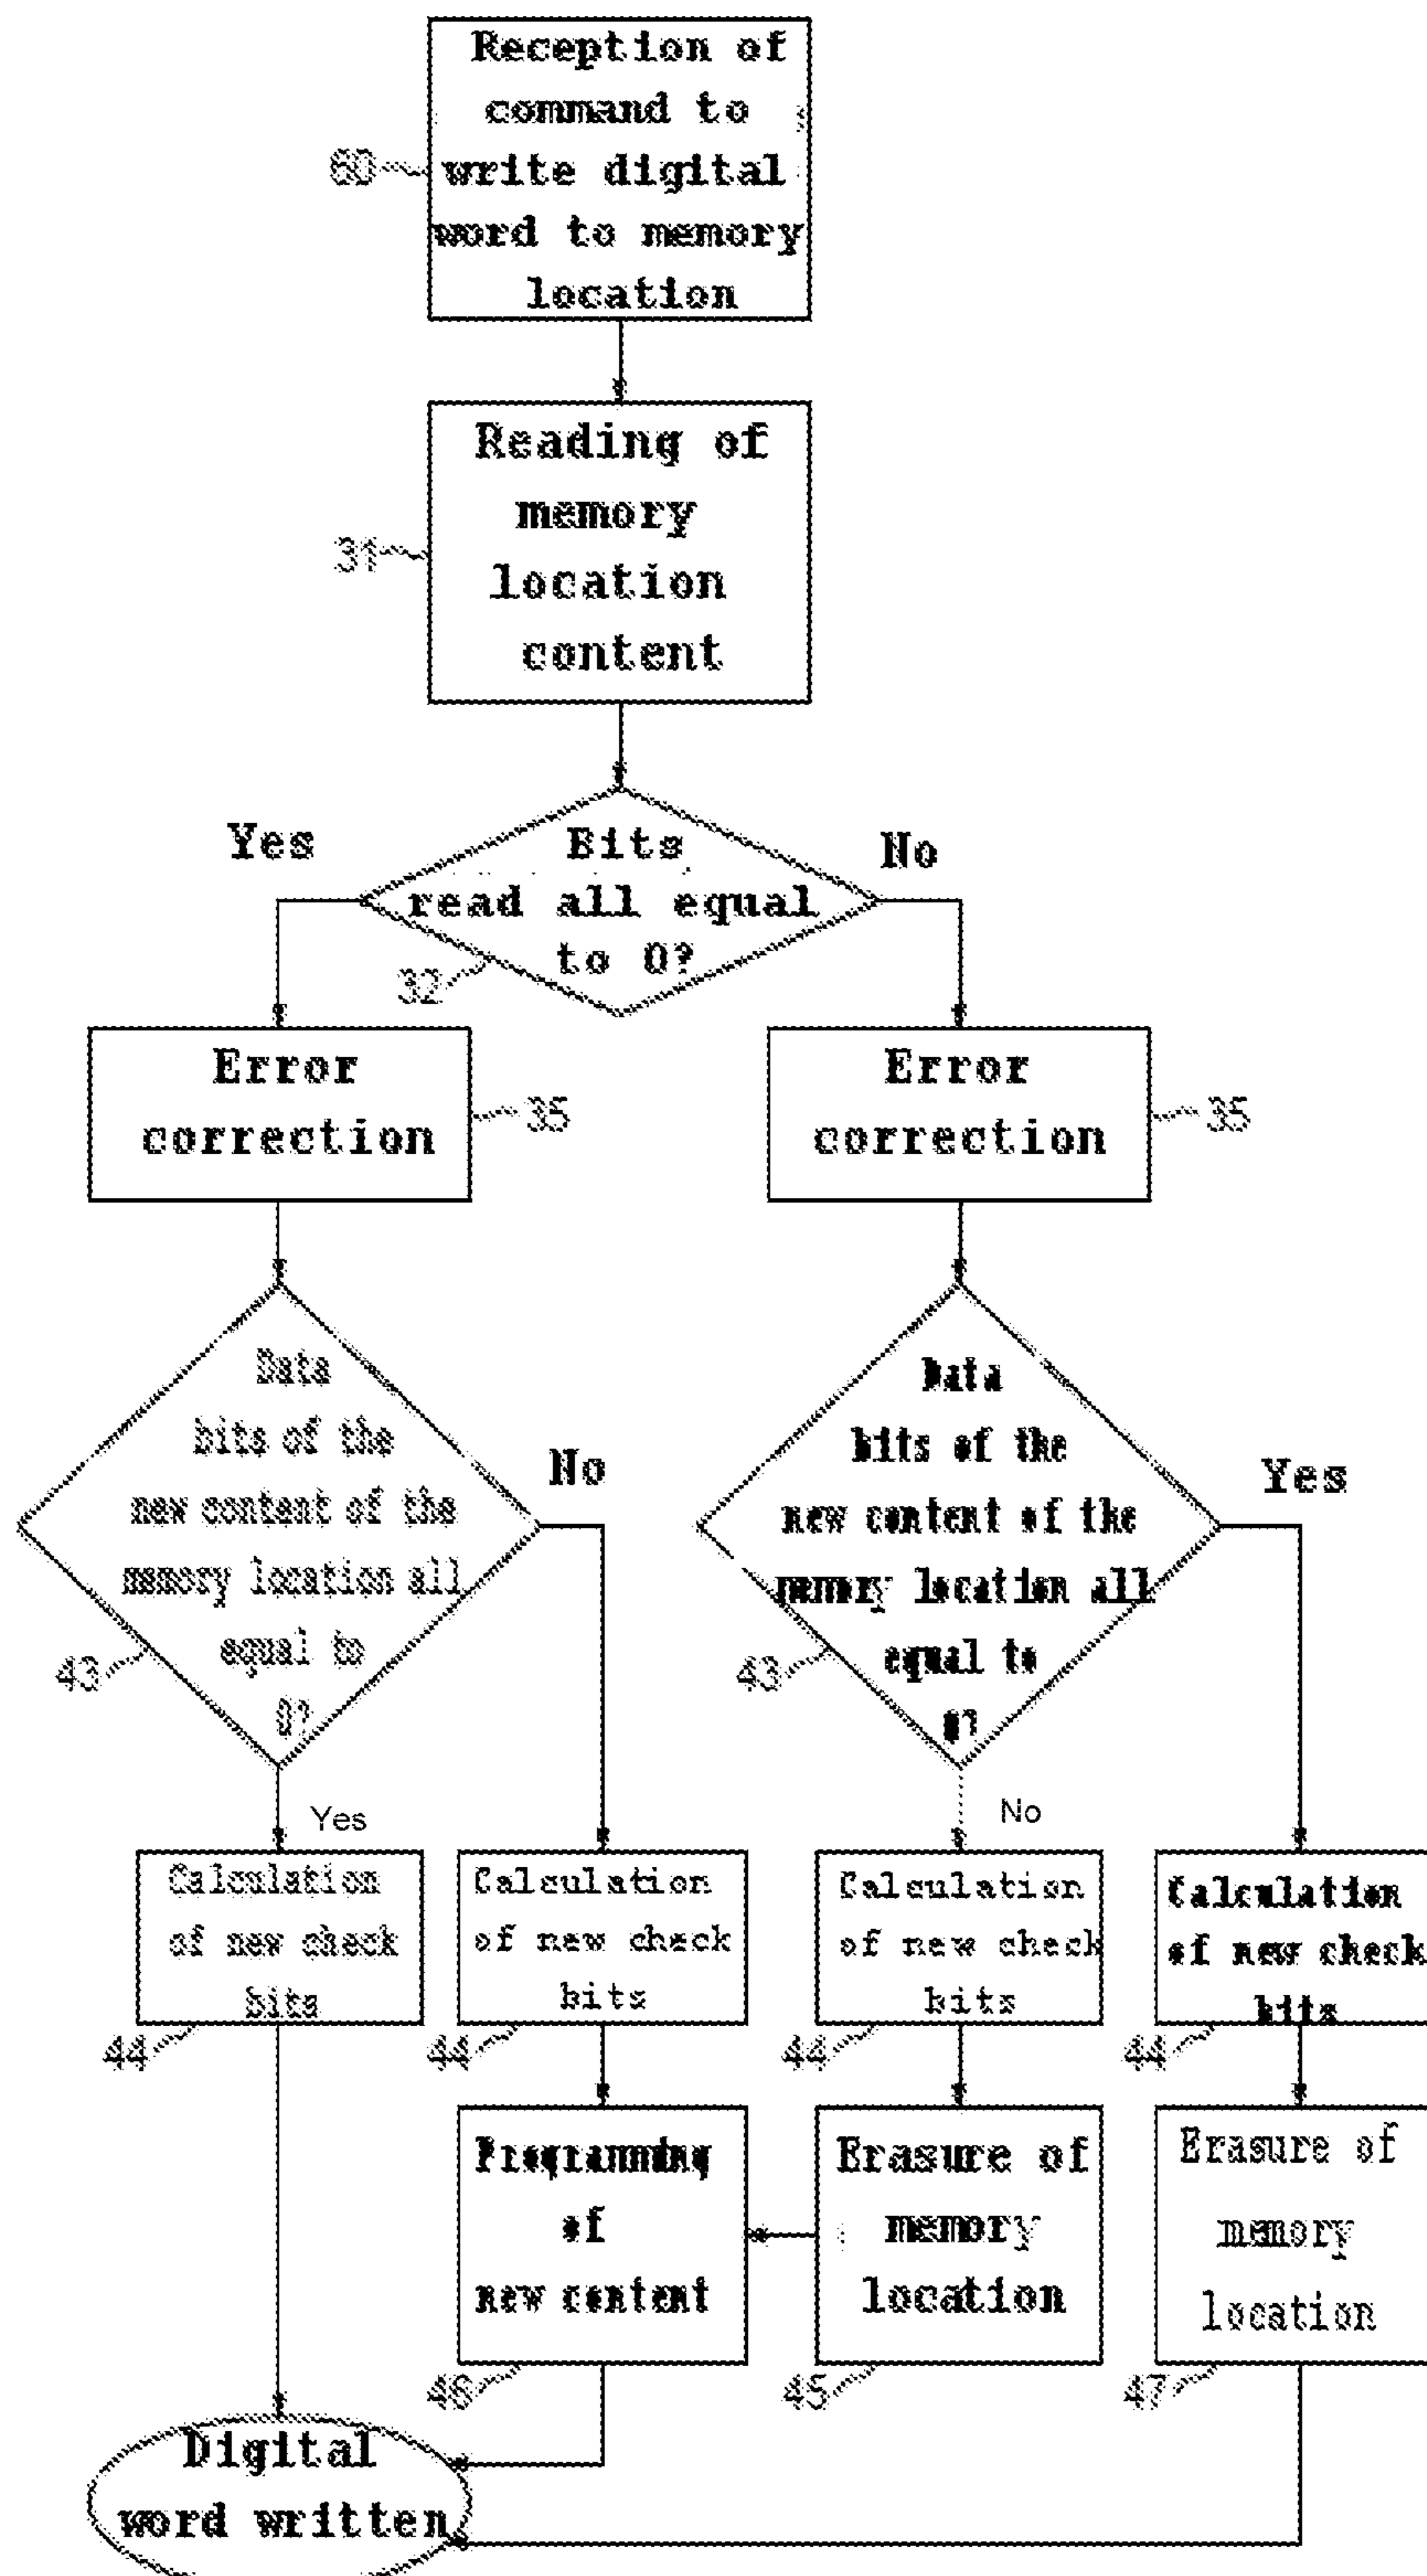 Reception of
command to
write digital
word to memory
location
60
Reading of
memory
location
content
31
Yes
Bits
read all equal
to 0?
No
32
Error
correction
35
Error
correction
35
Data
bits of the
new content of the
memory location all
equal to
0?
No
43
Yes
Data
bits of the
new content of the
memory location all
equal to
0?
Yes
43
No
Calculation
of new check
bits
44
Calculation
of new check
bits
44
Calculation
of new check
bits
44
Calculation
of new check
bits
44
Programming
of
new content
46
Erasure of
memory
location
45
Erasure of
memory
location
47
Digital
word written